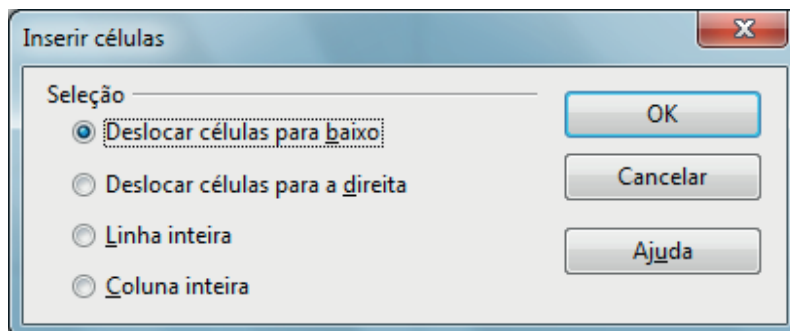 Inserir células
Seleção
Deslocar células para baixo
Deslocar células para a direita
Linha inteira
Coluna inteira
OK
Cancelar
Ajuda